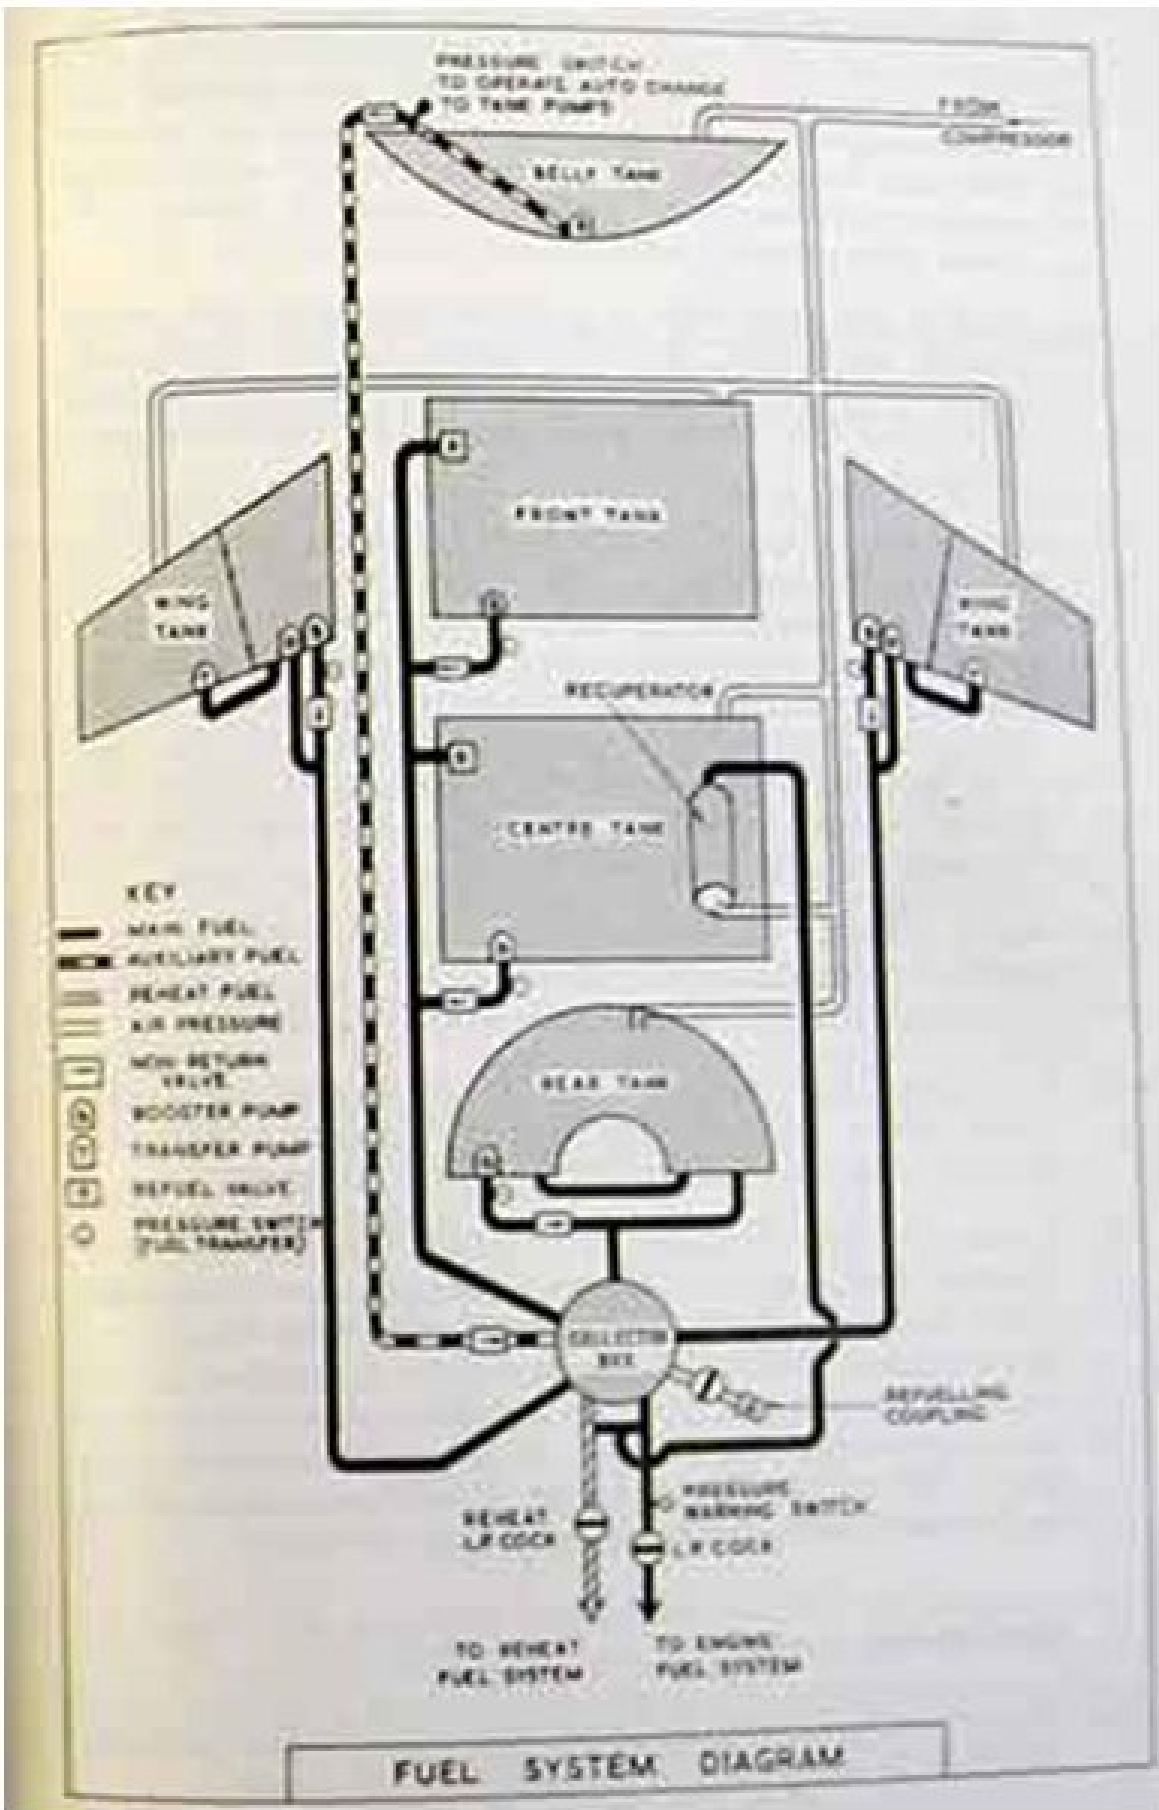 PRESSURE SWITCH
TO OPERATE AUTO CHANGE
TO TANK PUMPS
FROM
COMPRESSOR
BELLY TANK
FRONT TANK
WING
TANK
WING
TANK
RECUPERATOR
CENTRE TANK
KEY
MAIN FUEL
AUXILIARY FUEL
REHEAT FUEL
AIR PRESSURE
NON-RETURN
VALVE
BOOSTER PUMP
TRANSFER PUMP
REFUEL VALVE
PRESSURE SWITCH
(FUEL TRANSFER)
REAR TANK
COLLECTOR
BOX
REFUELLING
COUPLING
PRESSURE
WARNING SWITCH
REHEAT
L.P. COCK
L.P. COCK
TO REHEAT
FUEL SYSTEM
TO ENGINE
FUEL SYSTEM
FUEL SYSTEM DIAGRAM